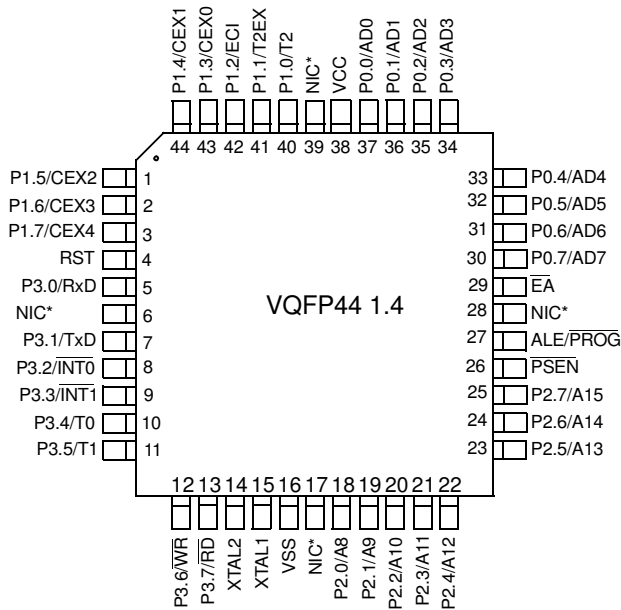 P1.4/CEX1
P1.3/CEX0
P1.2/ECI
P1.1/T2EX
P1.0/T2
NIC*
VCC
P0.0/AD0
P0.1/AD1
P0.2/AD2
P0.3/AD3
44 43 42 41 40 39 38 37 36 35 34
P1.5/CEX2 1
P1.6/CEX3 2
P1.7/CEX4 3
RST 4
P3.0/RxD 5
NIC* 6
P3.1/TxD 7
P3.2/I̅N̅T̅0̅ 8
P3.3/I̅N̅T̅1̅ 9
P3.4/T0 10
P3.5/T1 11
VQFP44 1.4
33 P0.4/AD4
32 P0.5/AD5
31 P0.6/AD6
30 P0.7/AD7
29 E̅A̅
28 NIC*
27 ALE/P̅R̅O̅G̅
26 P̅S̅E̅N̅
25 P2.7/A15
24 P2.6/A14
23 P2.5/A13
12 13 14 15 16 17 18 19 20 21 22
P3.6/W̅R̅
P3.7/R̅D̅
XTAL2
XTAL1
VSS
NIC*
P2.0/A8
P2.1/A9
P2.2/A10
P2.3/A11
P2.4/A12